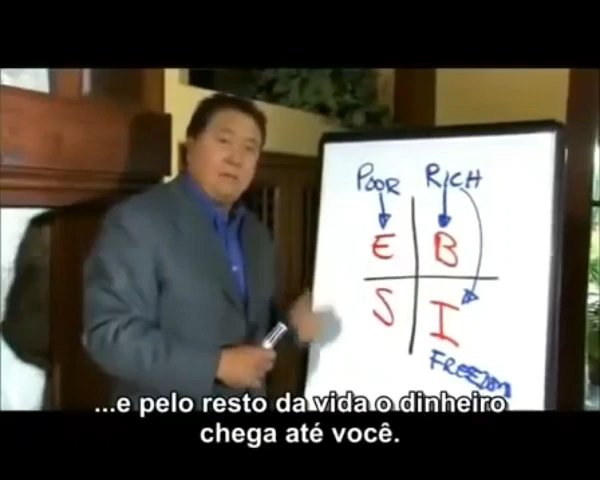 POOR RICH
E B
S I
FREEDOM
...e pelo resto da vida o dinheiro
chega até você.